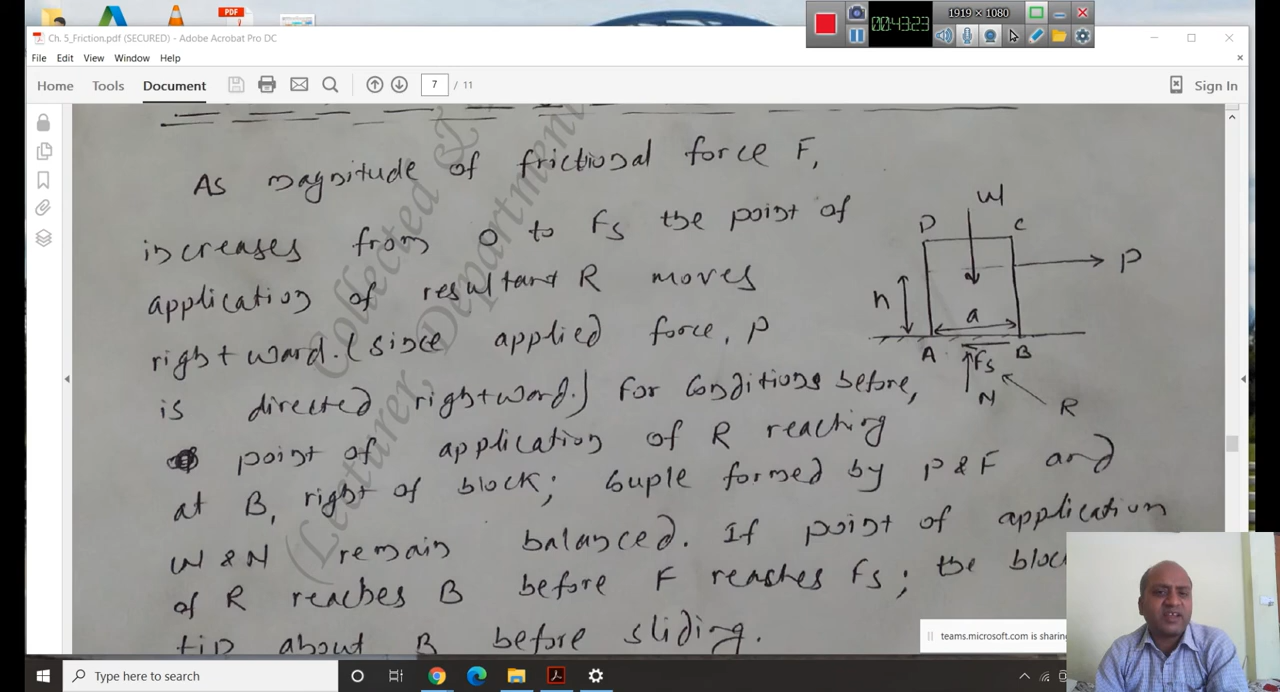 PDF
1919 × 1080
00:43:23
Ch. 5_Friction.pdf (SECURED) - Adobe Acrobat Pro DC
File Edit View Window Help
Home Tools Document 7 / 11 Sign In
As magnitude of frictional force F,
increases from 0 to Fs the point of
application of resultant R moves
rightward. (Since applied force, P
is directed rightward.) For Conditions before,
point of application of R reaching
at B, right of block; Couple formed by P & F and
W & N remain balanced. If point of application
of R reaches B before F reaches Fs; the block
tip about B before sliding.
W
D C
P
h
a
A B
Fs
N
R
Collected
(Lecturer, Department
teams.microsoft.com is sharing
Type here to search